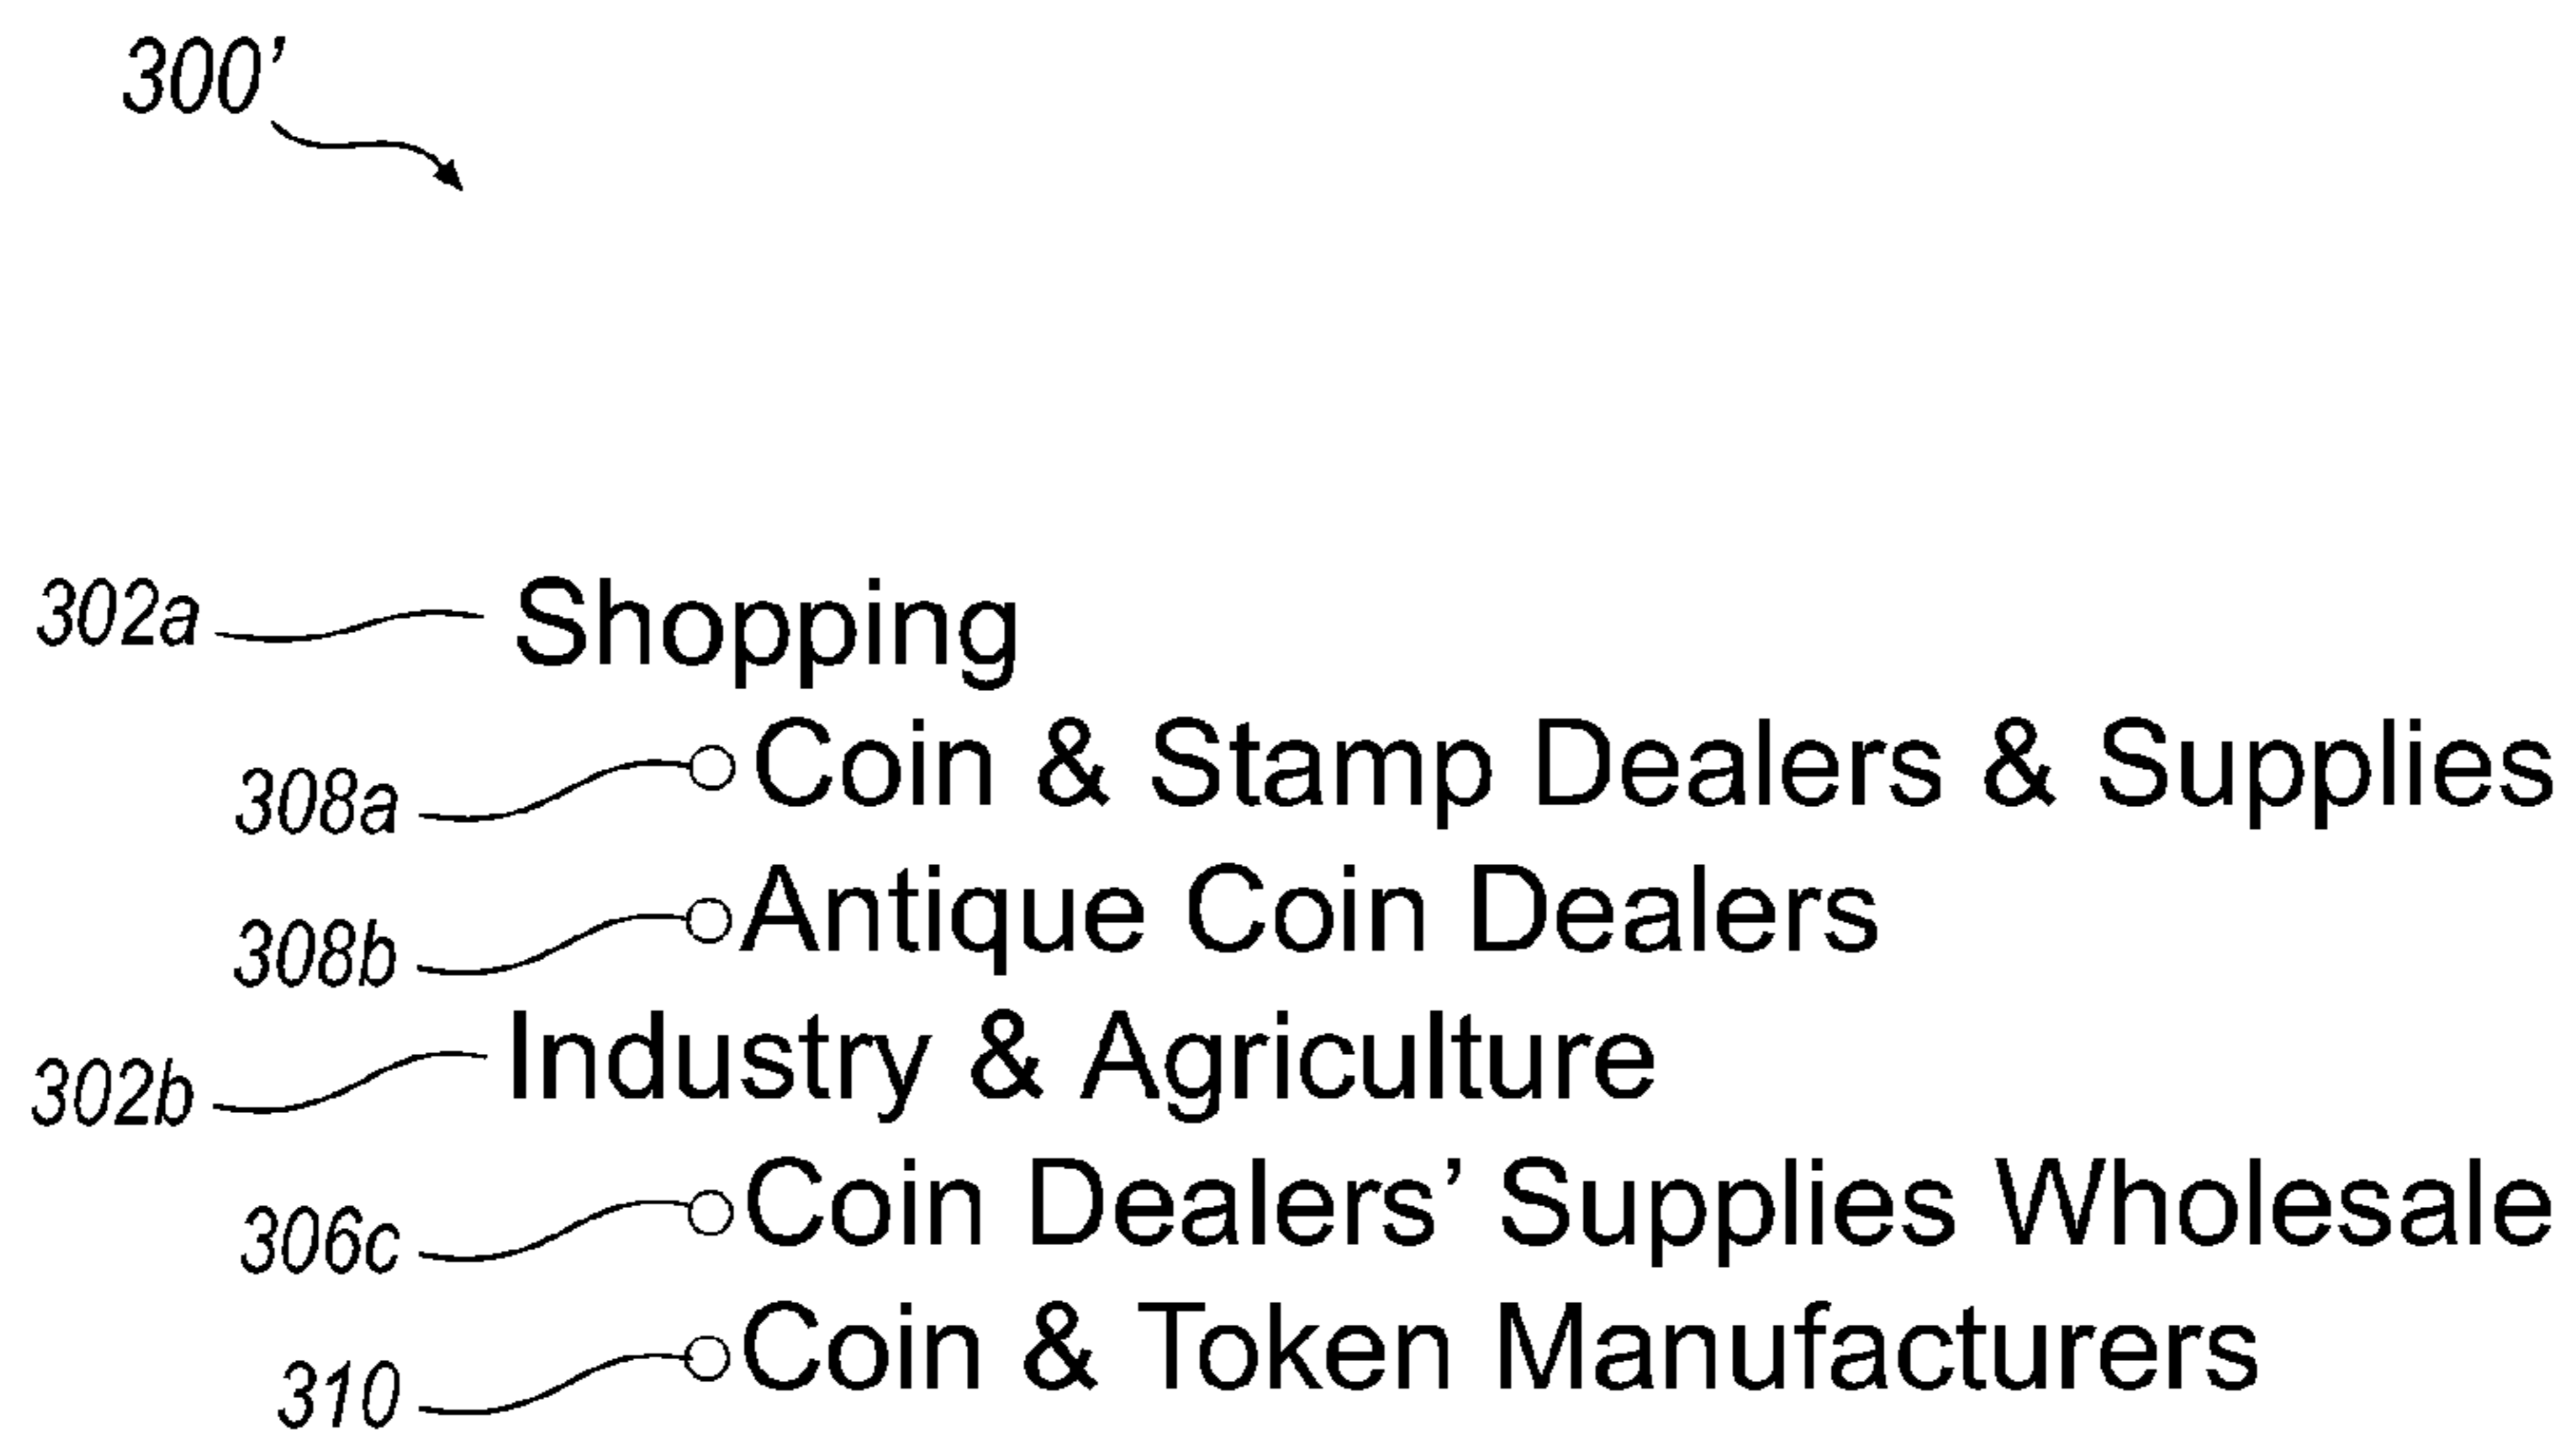 300’
302a Shopping
308a Coin & Stamp Dealers & Supplies
308b Antique Coin Dealers
302b Industry & Agriculture
306c Coin Dealers’ Supplies Wholesale
310 Coin & Token Manufacturers